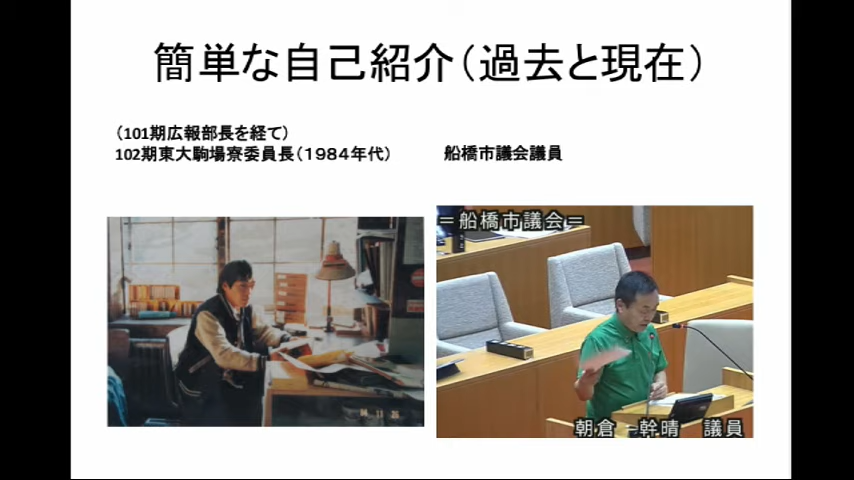 簡単な自己紹介(過去と現在)
(101期広報部長を経て)
102期東大駒場寮委員長(1984年代)
船橋市議会議員
=船橋市議会=
朝倉 幹晴 議員